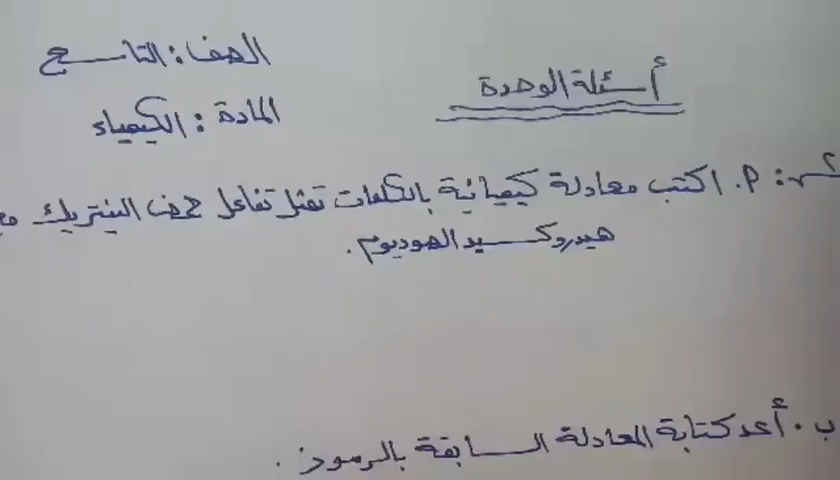 الصف: التاسع
أسئلة الوحدة
المادة: الكيمياء
س: أ. اكتب معادلة كيميائية بالكلمات تمثل تفاعل حمض النيتريك مع
هيدروكسيد الصوديوم.
ب. أعد كتابة المعادلة السابقة بالرموز.